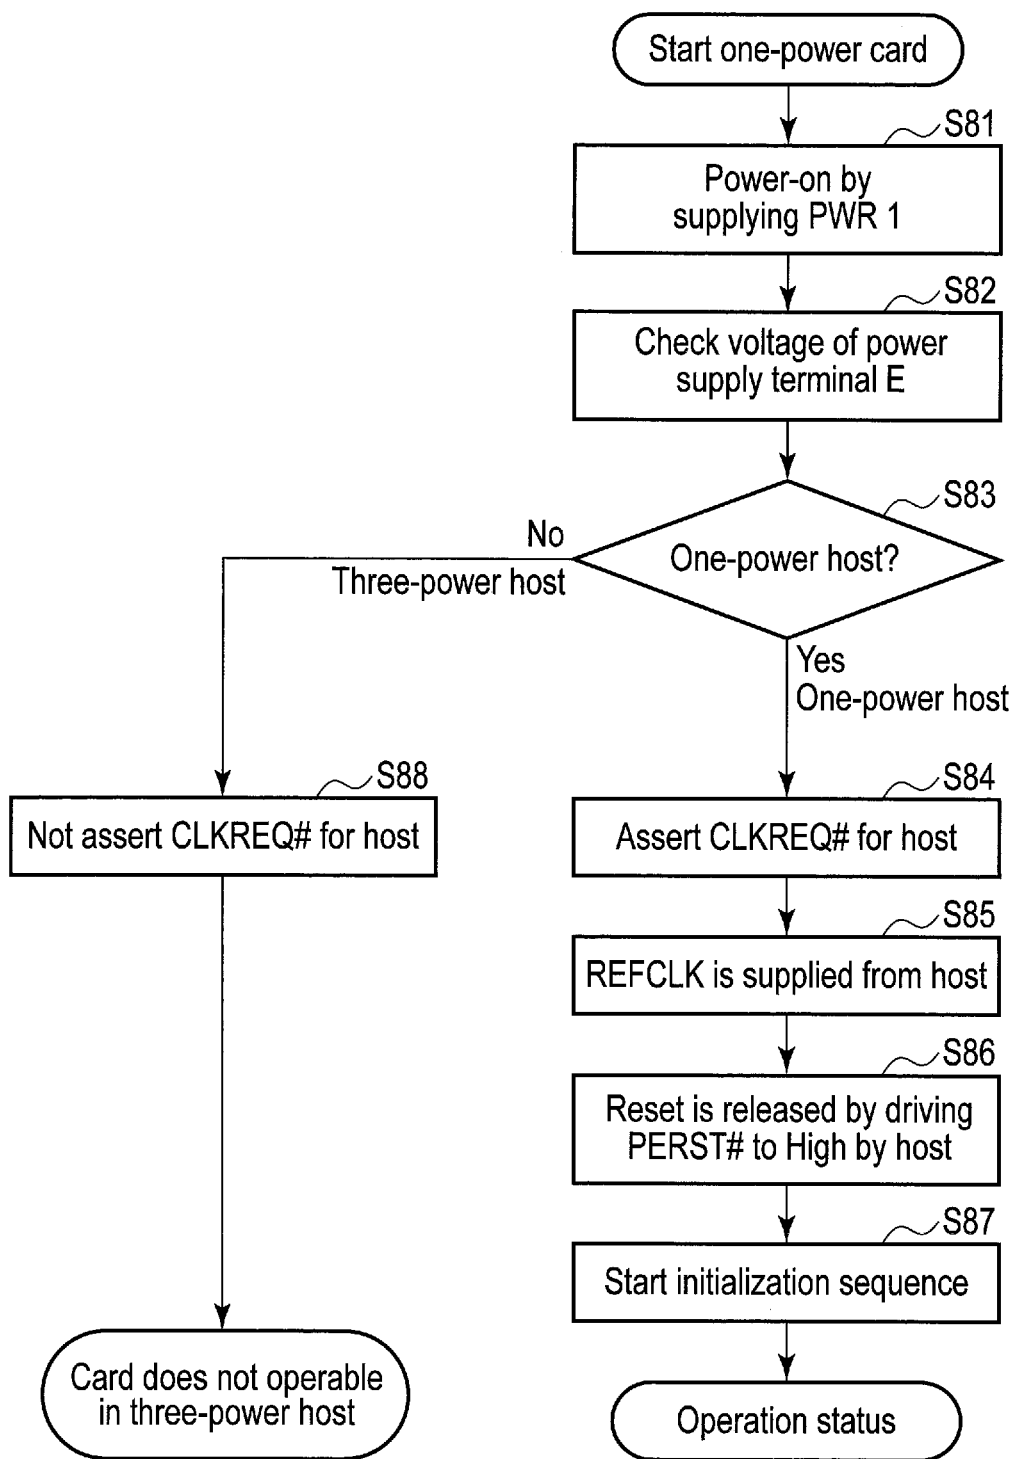 Start one-power card
S81
Power-on by
supplying PWR 1
S82
Check voltage of power
supply terminal E
S83
One-power host?
No
Three-power host
Yes
One-power host
S88
Not assert CLKREQ# for host
S84
Assert CLKREQ# for host
S85
REFCLK is supplied from host
S86
Reset is released by driving
PERST# to High by host
S87
Start initialization sequence
Card does not operable
in three-power host
Operation status